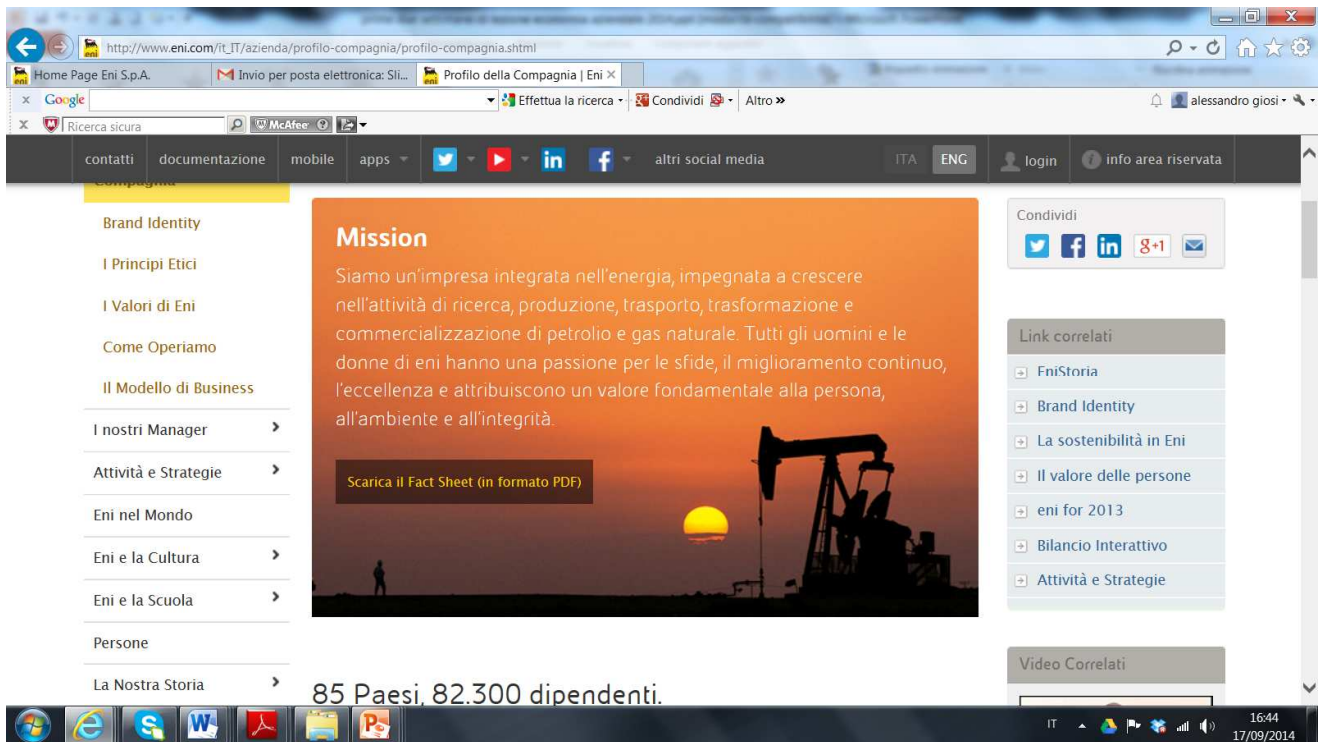 http://www.eni.com/it_IT/azienda/profilo-compagnia/profilo-compagnia.shtml
Home Page Eni S.p.A.
Invio per posta elettronica: Sli...
Profilo della Compagnia | Eni
Google
Effettua la ricerca
Condividi
Altro »
alessandro giosi
Ricerca sicura
McAfee
contatti
documentazione
mobile
apps
altri social media
ITA
ENG
login
info area riservata
Compagnia
Brand Identity
I Principi Etici
I Valori di Eni
Come Operiamo
Il Modello di Business
I nostri Manager
Attività e Strategie
Eni nel Mondo
Eni e la Cultura
Eni e la Scuola
Persone
La Nostra Storia
Mission
Siamo un'impresa integrata nell'energia, impegnata a crescere
nell'attività di ricerca, produzione, trasporto, trasformazione e
commercializzazione di petrolio e gas naturale. Tutti gli uomini e le
donne di eni hanno una passione per le sfide, il miglioramento continuo,
l'eccellenza e attribuiscono un valore fondamentale alla persona,
all'ambiente e all'integrità.
Scarica il Fact Sheet (in formato PDF)
85 Paesi, 82.300 dipendenti.
Condividi
g+1
Link correlati
EniStoria
Brand Identity
La sostenibilità in Eni
Il valore delle persone
eni for 2013
Bilancio Interattivo
Attività e Strategie
Video Correlati
IT
16:44
17/09/2014